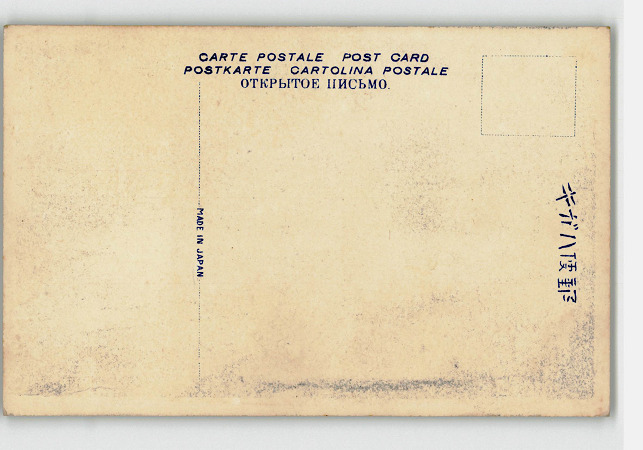 CARTE POSTALE POST CARD
POSTKARTE CARTOLINA POSTALE
ОТКРЫТОЕ ПИСЬМО.
MADE IN JAPAN
キガハ便郵